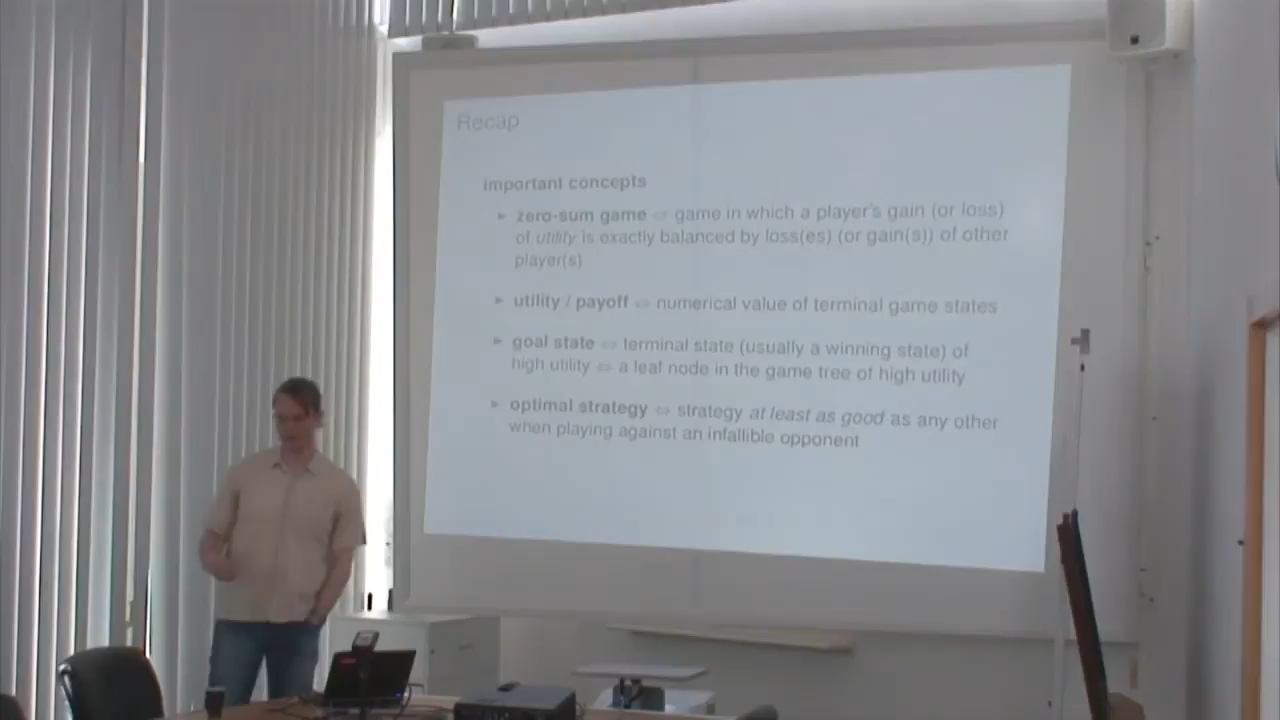 Recap
important concepts
► zero-sum game ⇔ game in which a player's gain (or loss)
of utility is exactly balanced by loss(es) (or gain(s)) of other
player(s)
► utility / payoff ⇔ numerical value of terminal game states
► goal state ⇔ terminal state (usually a winning state) of
high utility ⇔ a leaf node in the game tree of high utility
► optimal strategy ⇔ strategy at least as good as any other
when playing against an infallible opponent